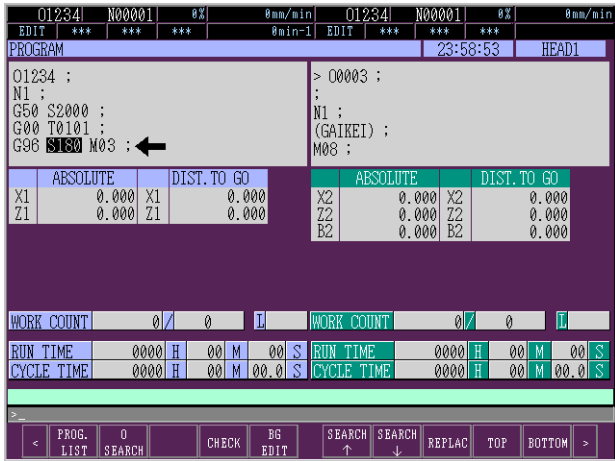 O1234 N00001 0% 0mm/min O1234 N00001 0% 0mm/min
EDIT *** *** *** 0min-1 EDIT *** *** ***
PROGRAM 23:58:53 HEAD1
O1234 ;
N1 ;
G50 S2000 ;
G00 T0101 ;
G96 S180 M03 ;
> O0003 ;
;
N1 ;
(GAIKEI) ;
M08 ;
ABSOLUTE DIST.TO GO
X1 0.000 X1 0.000
Z1 0.000 Z1 0.000
ABSOLUTE DIST.TO GO
X2 0.000 X2 0.000
Z2 0.000 Z2 0.000
B2 0.000 B2 0.000
WORK COUNT 0 / 0 L WORK COUNT 0 / 0 L
RUN TIME 0000 H 00 M 00 S RUN TIME 0000 H 00 M 00 S
CYCLE TIME 0000 H 00 M 00.0 S CYCLE TIME 0000 H 00 M 00.0 S
>_
< PROG. LIST O SEARCH CHECK BG EDIT SEARCH ↑ SEARCH ↓ REPLAC TOP BOTTOM >